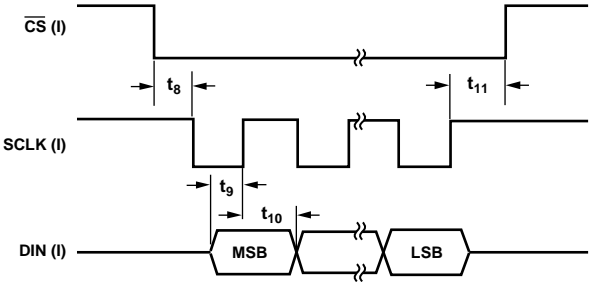 CS (I)
t8
t11
SCLK (I)
t9
t10
DIN (I)
MSB
LSB